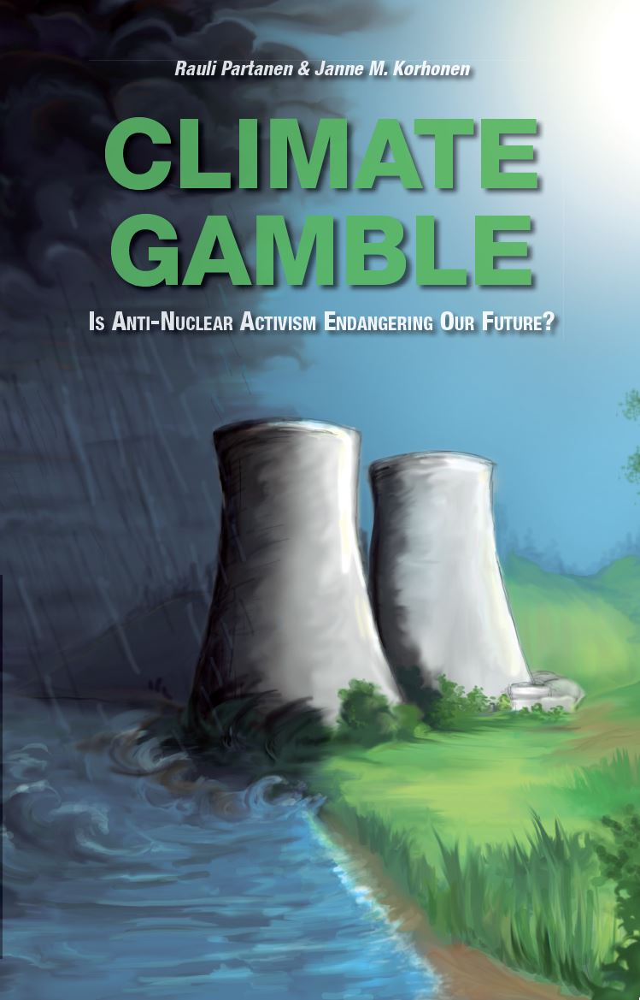 Rauli Partanen & Janne M. Korhonen
CLIMATE
GAMBLE
Is Anti-Nuclear Activism Endangering Our Future?